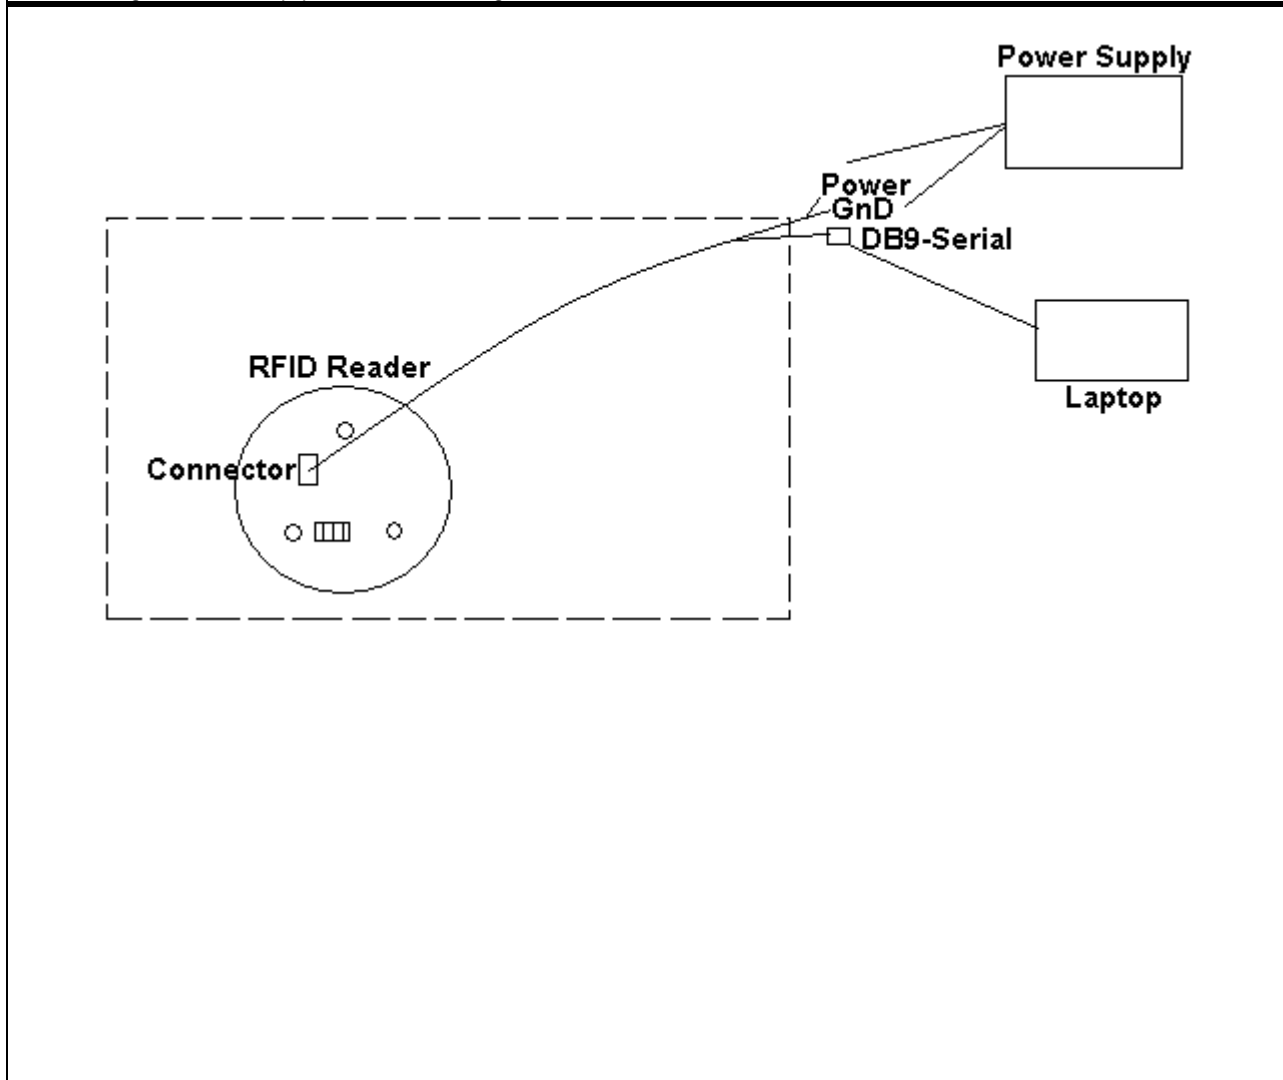 Power Supply
Power
GnD
DB9-Serial
RFID Reader
Laptop
Connector